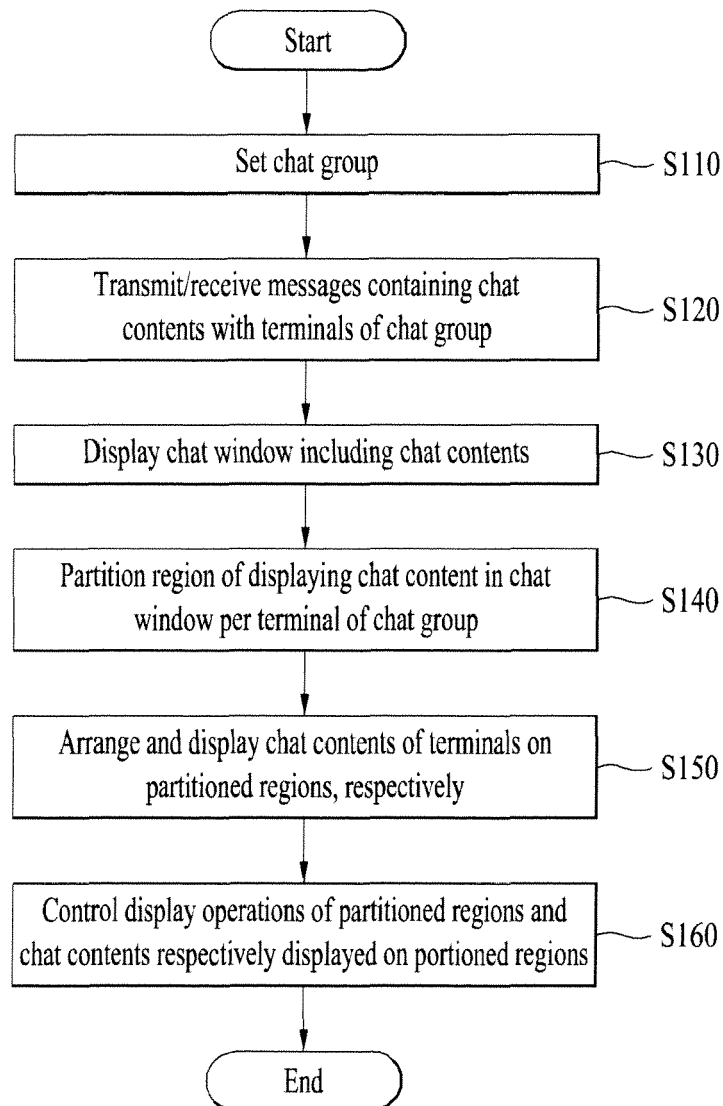 Start
Set chat group
S110
Transmit/receive messages containing chat
contents with terminals of chat group
S120
Display chat window including chat contents
S130
Partition region of displaying chat content in chat
window per terminal of chat group
S140
Arrange and display chat contents of terminals on
partitioned regions, respectively
S150
Control display operations of partitioned regions and
chat contents respectively displayed on portioned regions
S160
End